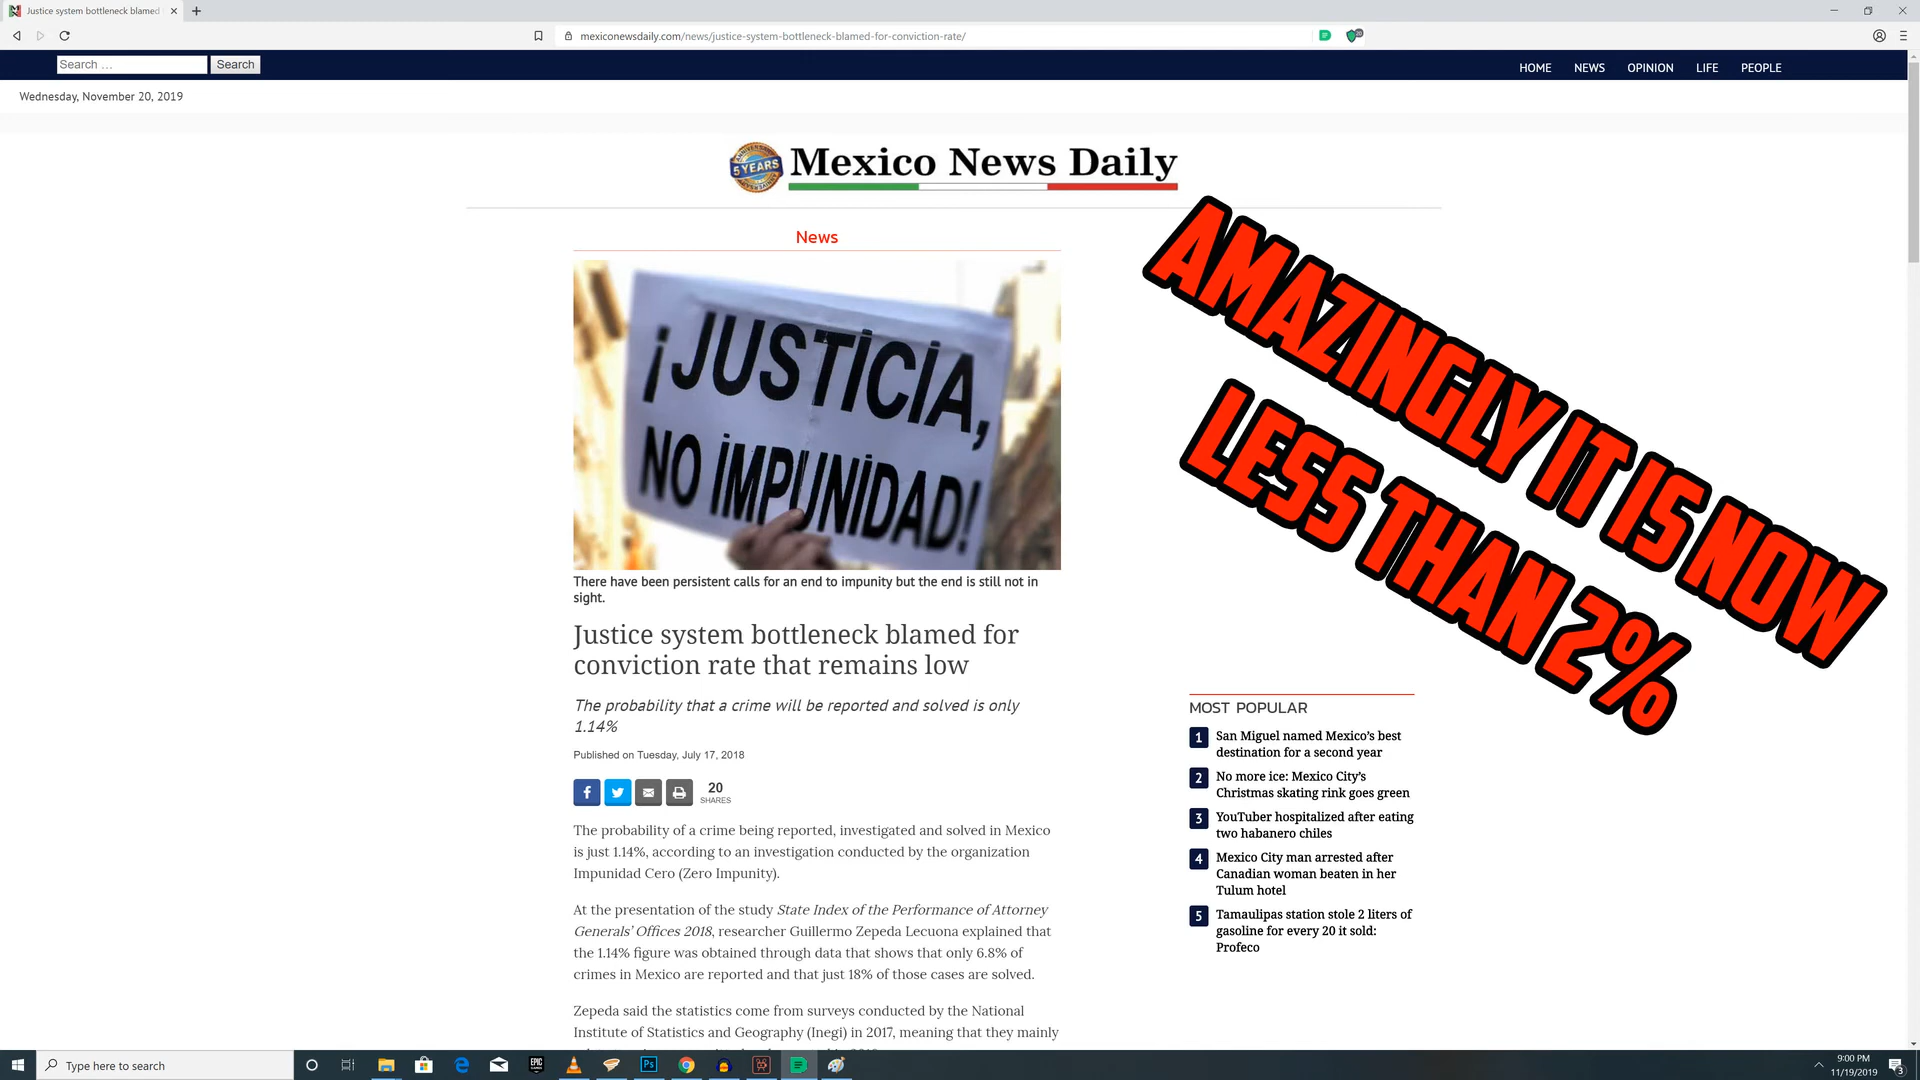 Justice system bottleneck blamed
mexiconewsdaily.com/news/justice-system-bottleneck-blamed-for-conviction-rate/
Search …
Search
HOME NEWS OPINION LIFE PEOPLE
Wednesday, November 20, 2019
ANNIVERSARY
5 YEARS
Mexico News Daily
News
¡JUSTİCİA,
NO İMPUNİDAD!
AMAZINGLY IT IS NOW
LESS THAN 2%
There have been persistent calls for an end to impunity but the end is still not in
sight.
Justice system bottleneck blamed for
conviction rate that remains low
The probability that a crime will be reported and solved is only
1.14%
Published on Tuesday, July 17, 2018
20
SHARES
The probability of a crime being reported, investigated and solved in Mexico
is just 1.14%, according to an investigation conducted by the organization
Impunidad Cero (Zero Impunity).
At the presentation of the study State Index of the Performance of Attorney
Generals’ Offices 2018, researcher Guillermo Zepeda Lecuona explained that
the 1.14% figure was obtained through data that shows that only 6.8% of
crimes in Mexico are reported and that just 18% of those cases are solved.
Zepeda said the statistics come from surveys conducted by the National
Institute of Statistics and Geography (Inegi) in 2017, meaning that they mainly
MOST POPULAR
1 San Miguel named Mexico’s best
destination for a second year
2 No more ice: Mexico City’s
Christmas skating rink goes green
3 YouTuber hospitalized after eating
two habanero chiles
4 Mexico City man arrested after
Canadian woman beaten in her
Tulum hotel
5 Tamaulipas station stole 2 liters of
gasoline for every 20 it sold:
Profeco
Type here to search
EPIC
Ps
9:00 PM
11/19/2019
3